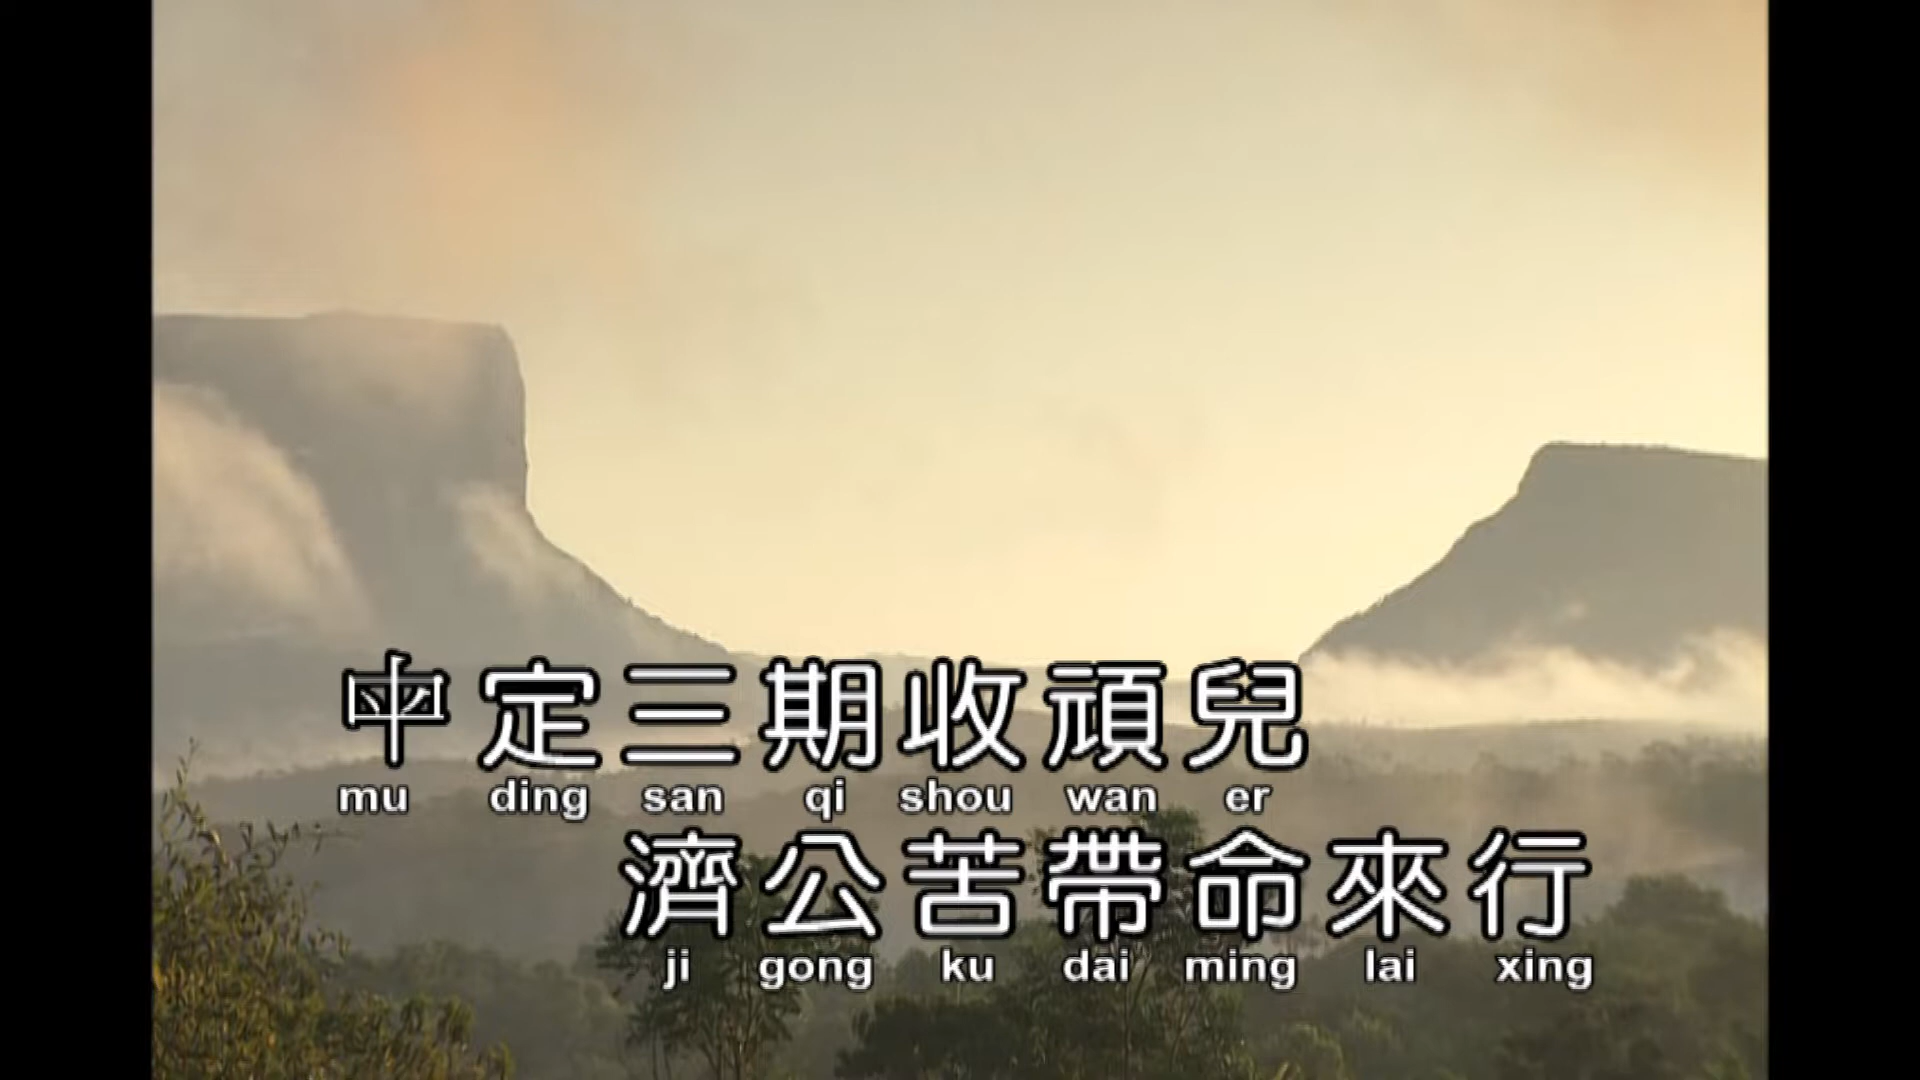 𠀐定三期收頑兒
mu ding san qi shou wan er
濟公苦帶命來行
ji gong ku dai ming lai xing